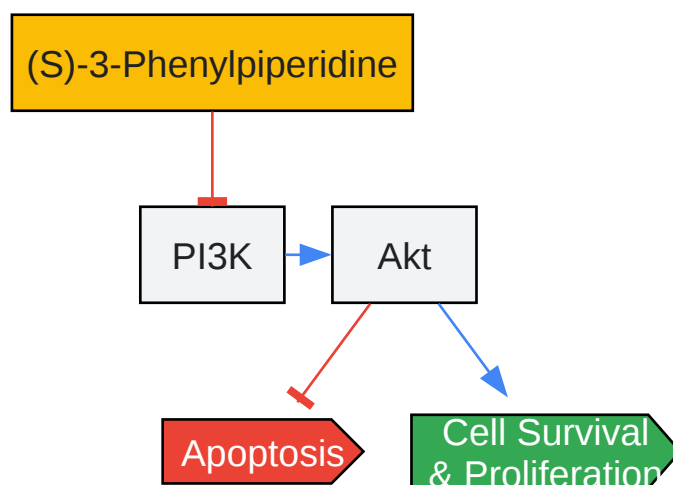 (S)-3-Phenylpiperidine
PI3K
Akt
Apoptosis
Cell Survival
& Proliferation